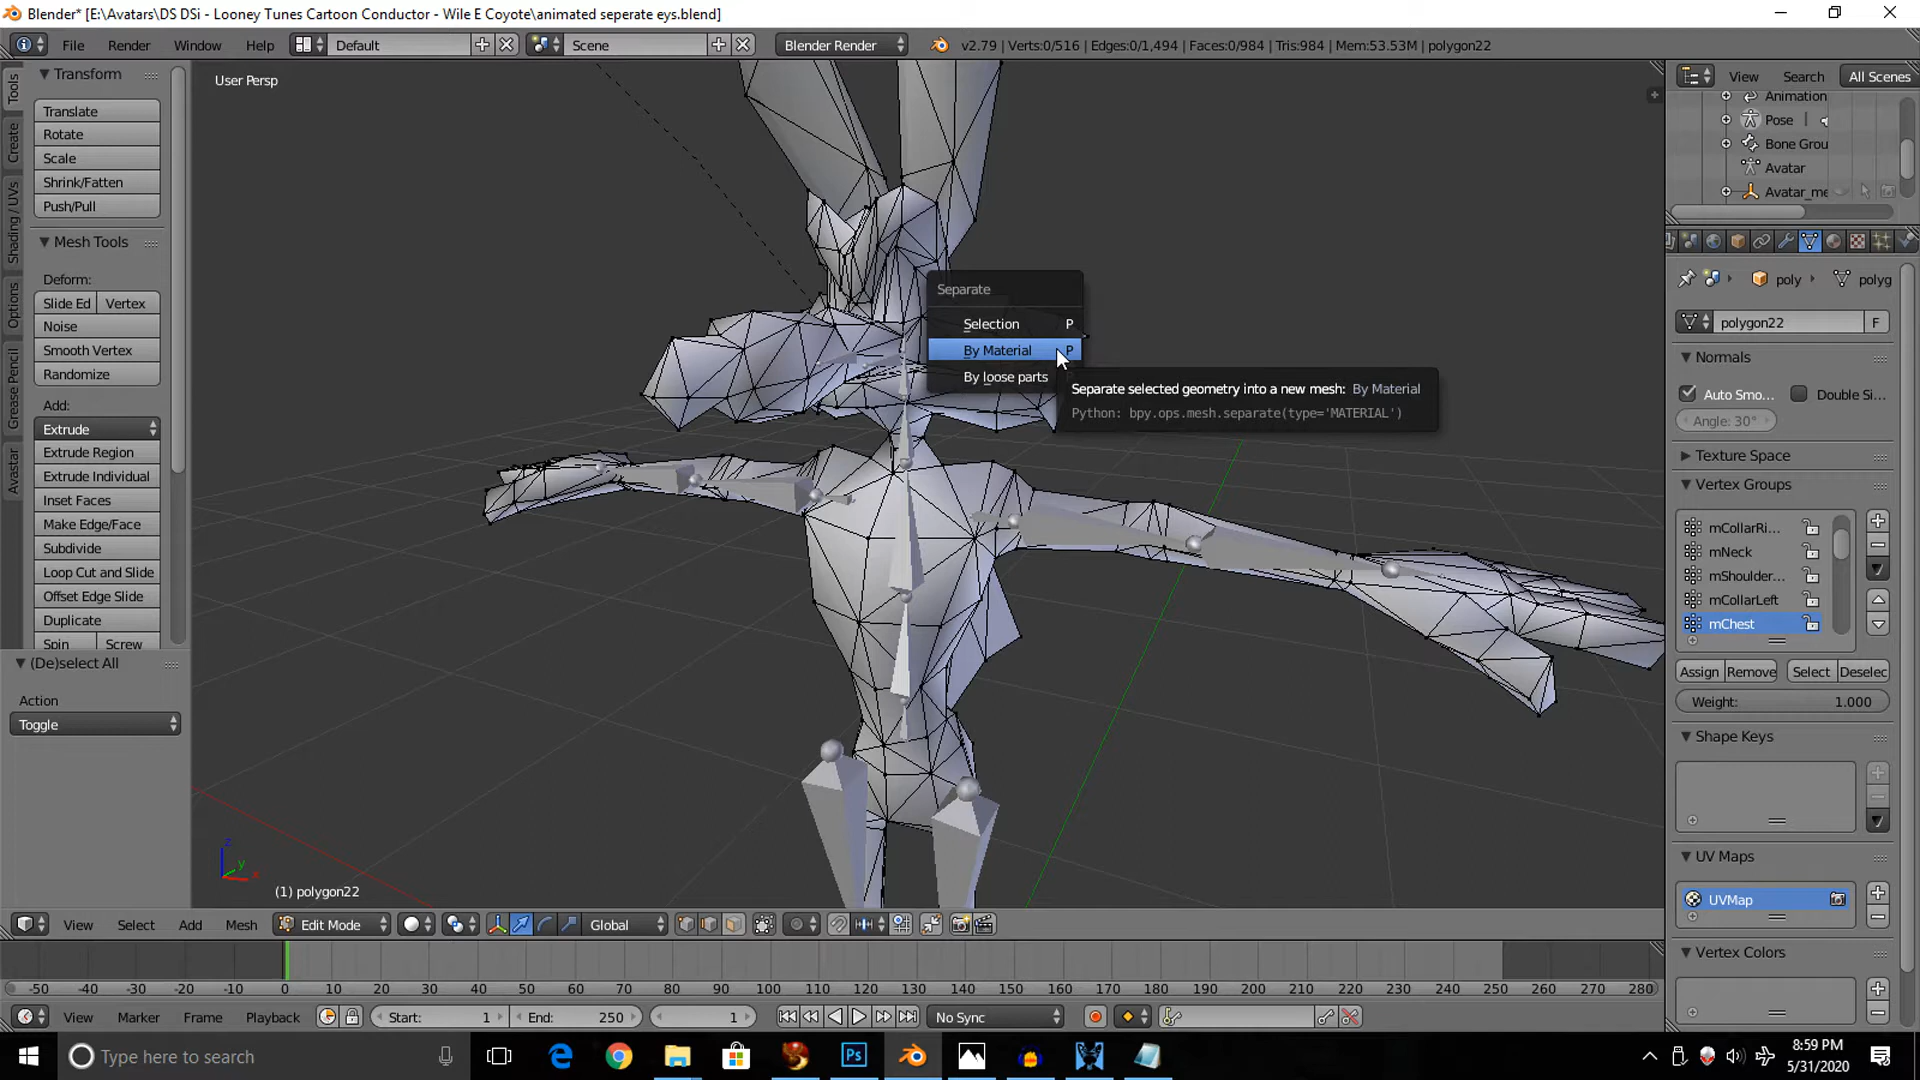 Blender* [E:\Avatars\DS DSi - Looney Tunes Cartoon Conductor - Wile E Coyote\animated seperate eys.blend]
File Render Window Help Default Scene Blender Render v2.79 | Verts:0/516 | Edges:0/1,494 | Faces:0/984 | Tris:984 | Mem:53.53M | polygon22
Tools
Create
Shading / UVs
Options
Grease Pencil
Avastar
Transform
Translate
Rotate
Scale
Shrink/Fatten
Push/Pull
Mesh Tools
Deform:
Slide Ed Vertex
Noise
Smooth Vertex
Randomize
Add:
Extrude
Extrude Region
Extrude Individual
Inset Faces
Make Edge/Face
Subdivide
Loop Cut and Slide
Offset Edge Slide
Duplicate
Spin Screw
(De)select All
Action
Toggle
User Persp
Separate
Selection P
By Material P
By loose parts
Separate selected geometry into a new mesh: By Material
Python: bpy.ops.mesh.separate(type='MATERIAL')
z
y
x
(1) polygon22
View Search All Scenes
Animation
Pose
Bone Grou
Avatar
Avatar_me
poly polyg
polygon22 F
Normals
Auto Smo... Double Si...
Angle: 30°
Texture Space
Vertex Groups
mCollarRi...
mNeck
mShoulder...
mCollarLeft
mChest
Assign Remove Select Deselec
Weight: 1.000
Shape Keys
UV Maps
UVMap
Vertex Colors
View Select Add Mesh Edit Mode Global
-50 -40 -30 -20 -10 0 10 20 30 40 50 60 70 80 90 100 110 120 130 140 150 160 170 180 190 200 210 220 230 240 250 260 270 280
View Marker Frame Playback Start: 1 End: 250 1 No Sync
Type here to search
Ps
8:59 PM
5/31/2020